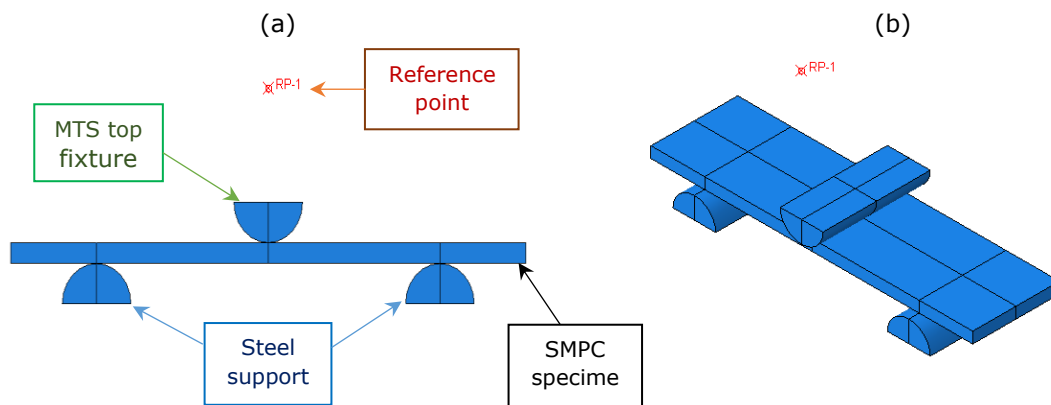 (a)
(b)
RP-1
Reference
point
RP-1
MTS top
fixture
Steel
support
SMPC
specime